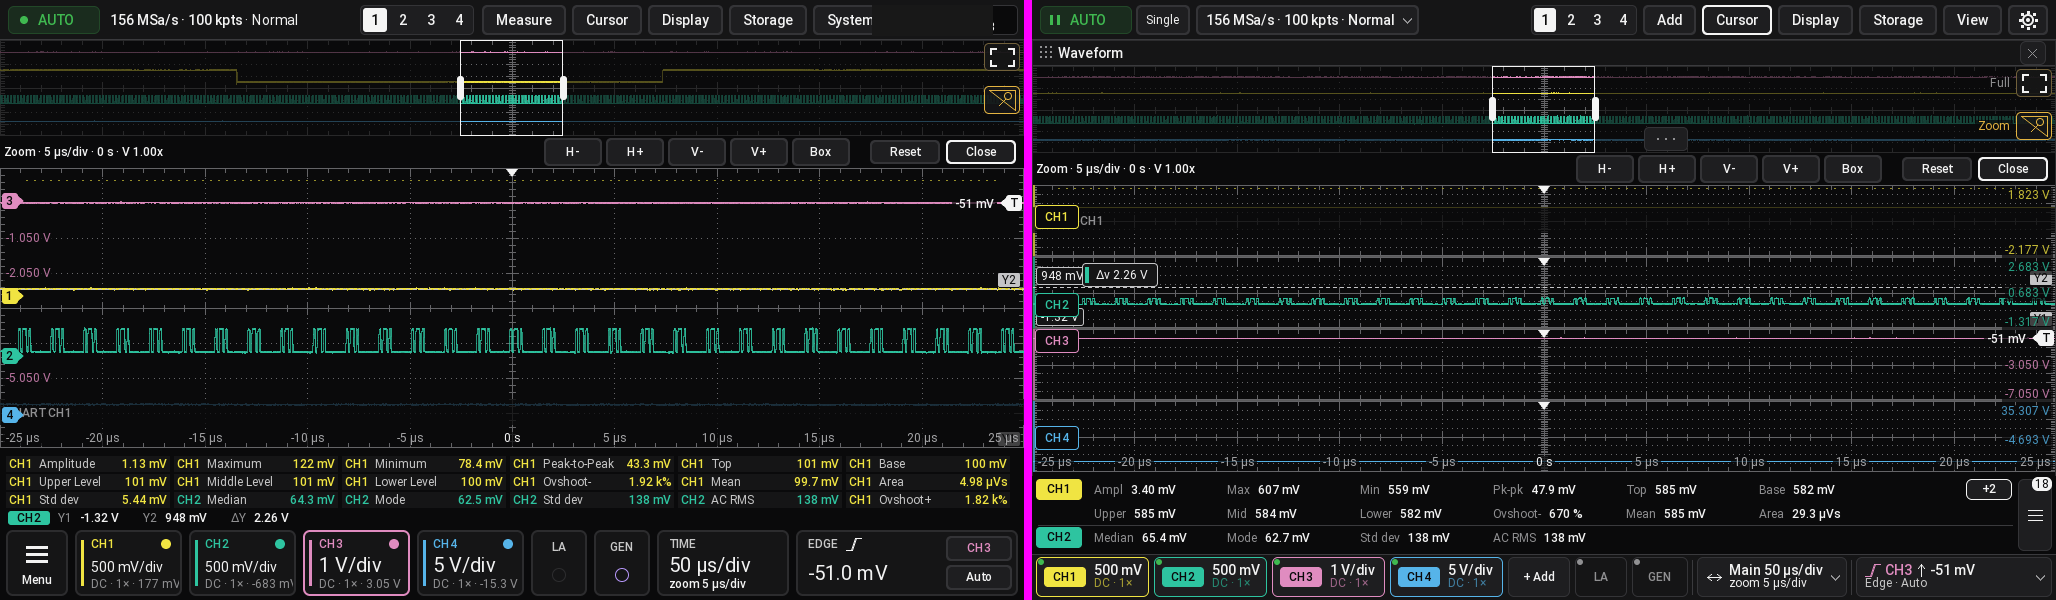 AUTO 156 MSa/s · 100 kpts · Normal 1 2 3 4 Measure Cursor Display Storage System
Zoom · 5 µs/div · 0 s · V 1.00x H- H+ V- V+ Box Reset Close
3 -51 mV T
-1.050 V
-2.050 V Y2
1
2
-5.050 V
4 ART CH1
-25 µs -20 µs -15 µs -10 µs -5 µs 0 s 5 µs 10 µs 15 µs 20 µs 25 µs
CH1 Amplitude 1.13 mV CH1 Maximum 122 mV CH1 Minimum 78.4 mV CH1 Peak-to-Peak 43.3 mV CH1 Top 101 mV CH1 Base 100 mV
CH1 Upper Level 101 mV CH1 Middle Level 101 mV CH1 Lower Level 100 mV CH1 Ovshoot- 1.92 k% CH1 Mean 99.7 mV CH1 Area 4.98 µVs
CH1 Std dev 5.44 mV CH2 Median 64.3 mV CH2 Mode 62.5 mV CH2 Std dev 138 mV CH2 AC RMS 138 mV CH1 Ovshoot+ 1.82 k%
CH2 Y1 -1.32 V Y2 948 mV ΔY 2.26 V
Menu
CH1 500 mV/div DC · 1× · 177 mV
CH2 500 mV/div DC · 1× · -683 mV
CH3 1 V/div DC · 1× · 3.05 V
CH4 5 V/div DC · 1× · -15.3 V
LA
GEN
TIME 50 µs/div zoom 5 µs/div
EDGE -51.0 mV CH3 Auto
AUTO Single 156 MSa/s · 100 kpts · Normal 1 2 3 4 Add Cursor Display Storage View
Waveform
Full
Zoom
Zoom · 5 µs/div · 0 s · V 1.00x H- H+ V- V+ Box Reset Close
1.823 V
CH1 CH1
-2.177 V
2.683 V
948 mV Δv 2.26 V Y2
0.683 V
CH2
-1.32 V -1.317 V
CH3 -51 mV T
-3.050 V
-7.050 V
35.307 V
CH4 -4.693 V
-25 µs -20 µs -15 µs -10 µs -5 µs 0 s 5 µs 10 µs 15 µs 20 µs 25 µs
CH1 Ampl 3.40 mV Max 607 mV Min 559 mV Pk-pk 47.9 mV Top 585 mV Base 582 mV +2 18
Upper 585 mV Mid 584 mV Lower 582 mV Ovshoot- 670 % Mean 585 mV Area 29.3 µVs
CH2 Median 65.4 mV Mode 62.7 mV Std dev 138 mV AC RMS 138 mV
CH1 500 mV DC · 1×
CH2 500 mV DC · 1×
CH3 1 V/div DC · 1×
CH4 5 V/div DC · 1×
+ Add
LA
GEN
Main 50 µs/div zoom 5 µs/div
CH3 -51 mV Edge · Auto